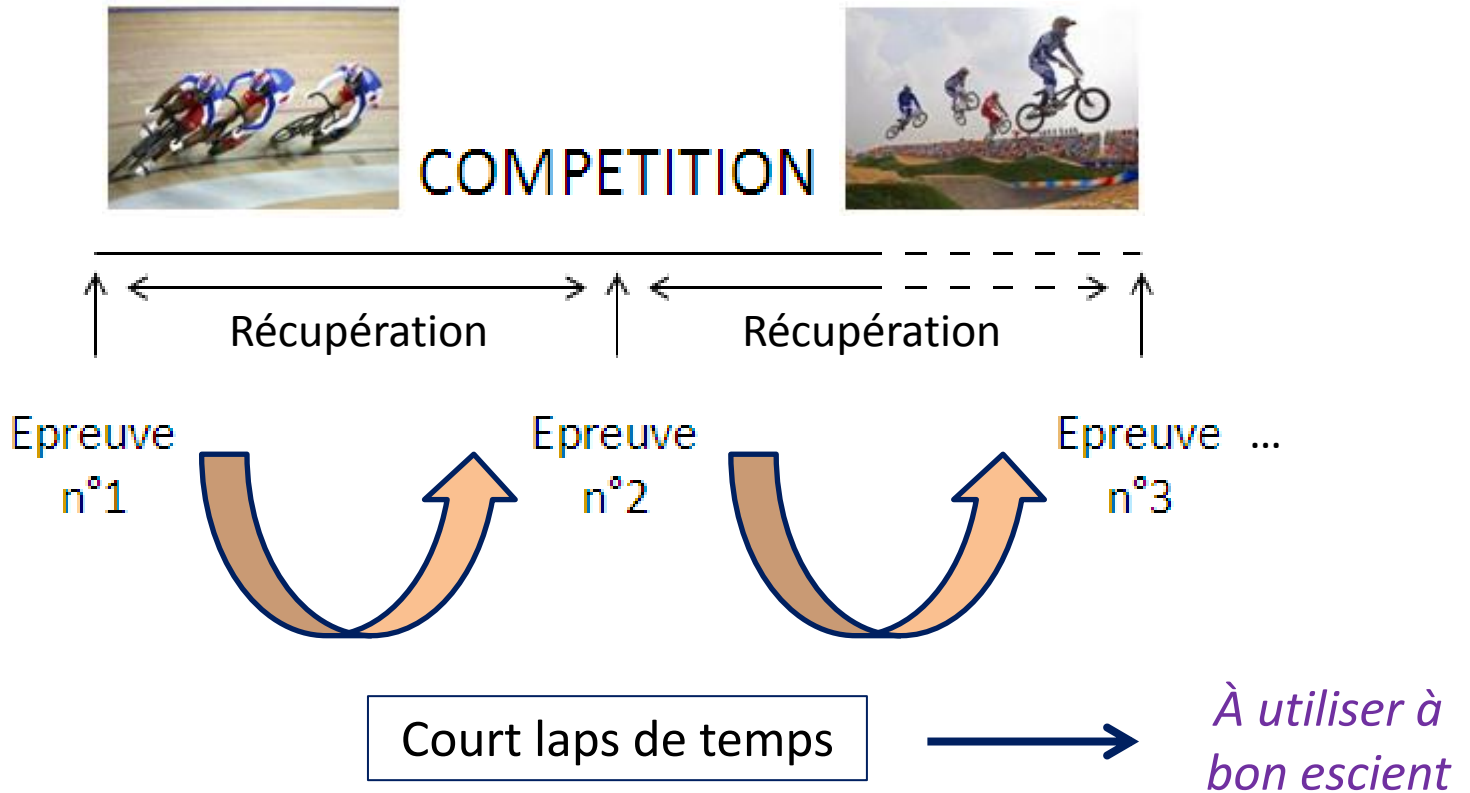 COMPETITION
Récupération Récupération
Epreuve Epreuve Epreuve ...
n°1 n°2 n°3
Court laps de temps
À utiliser à
bon escient